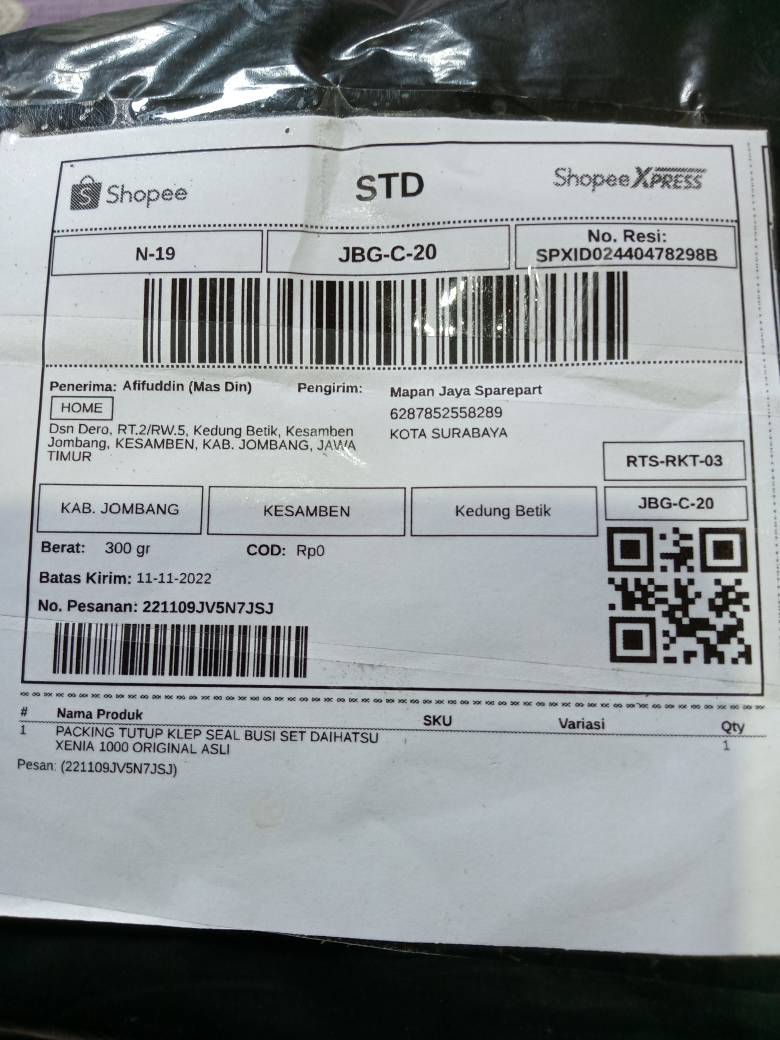 Shopee
STD
ShopeeXPRESS
N-19
JBG-C-20
No. Resi:
SPXID02440478298B
Penerima: Afifuddin (Mas Din)
HOME
Dsn Dero, RT.2/RW.5, Kedung Betik, Kesamben
Jombang, KESAMBEN, KAB. JOMBANG, JAWA
TIMUR
Pengirim: Mapan Jaya Sparepart
6287852558289
KOTA SURABAYA
RTS-RKT-03
KAB. JOMBANG
KESAMBEN
Kedung Betik
JBG-C-20
Berat: 300 gr
COD: Rp0
Batas Kirim: 11-11-2022
No. Pesanan: 221109JV5N7JSJ
# Nama Produk SKU Variasi Qty
1 PACKING TUTUP KLEP SEAL BUSI SET DAIHATSU 1
XENIA 1000 ORIGINAL ASLI
Pesan: (221109JV5N7JSJ)